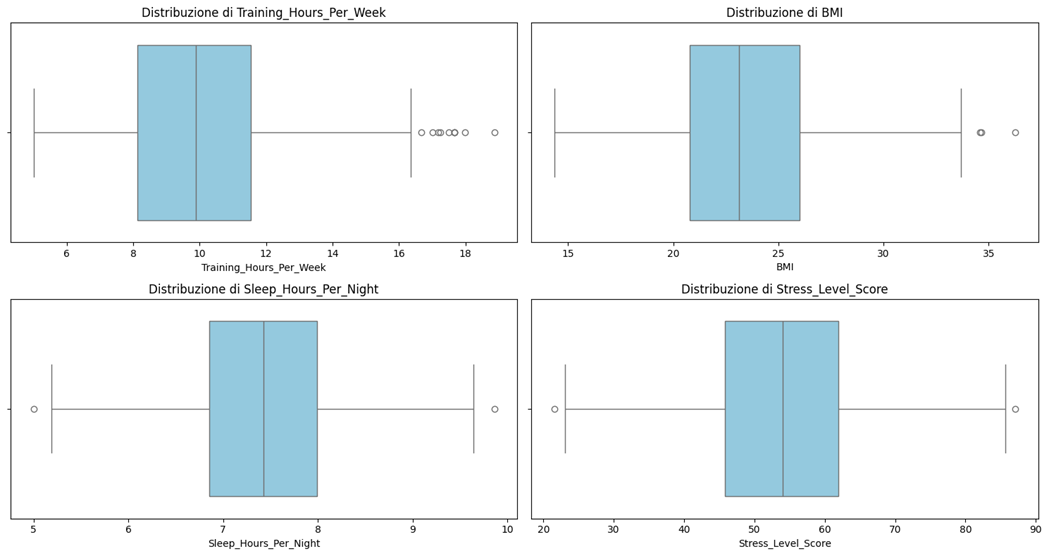 Distribuzione di Training_Hours_Per_Week
6 8 10 12 14 16 18
Training_Hours_Per_Week
Distribuzione di BMI
15 20 25 30 35
BMI
Distribuzione di Sleep_Hours_Per_Night
5 6 7 8 9 10
Sleep_Hours_Per_Night
Distribuzione di Stress_Level_Score
20 30 40 50 60 70 80 90
Stress_Level_Score